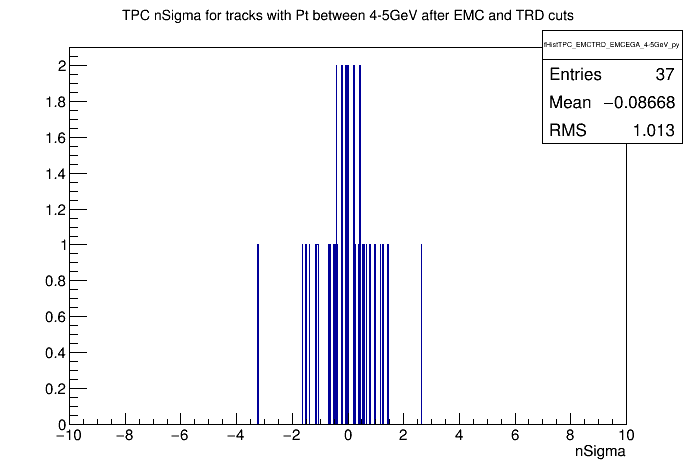 TPC nSigma for tracks with Pt between 4-5GeV after EMC and TRD cuts
fHistTPC_EMCTRD_EMCEGA_4-5GeV_py
Entries 37
Mean −0.08668
RMS 1.013
2
1.8
1.6
1.4
1.2
1
0.8
0.6
0.4
0.2
0
−10 −8 −6 −4 −2 0 2 4 6 8 10
nSigma